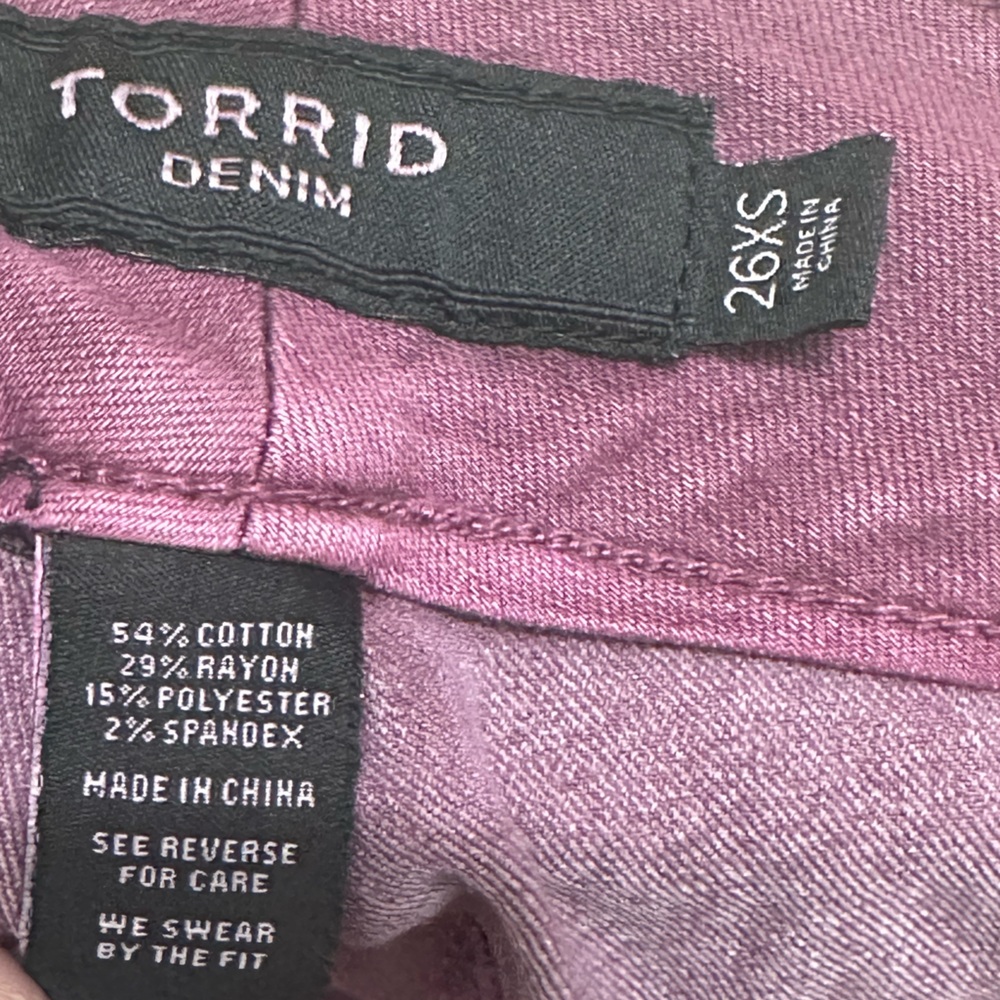 TORRID
DENIM
26XS
MADE IN
CHINA
54% COTTON
29% RAYON
15% POLYESTER
2% SPANDEX
MADE IN CHINA
SEE REVERSE
FOR CARE
WE SWEAR
BY THE FIT